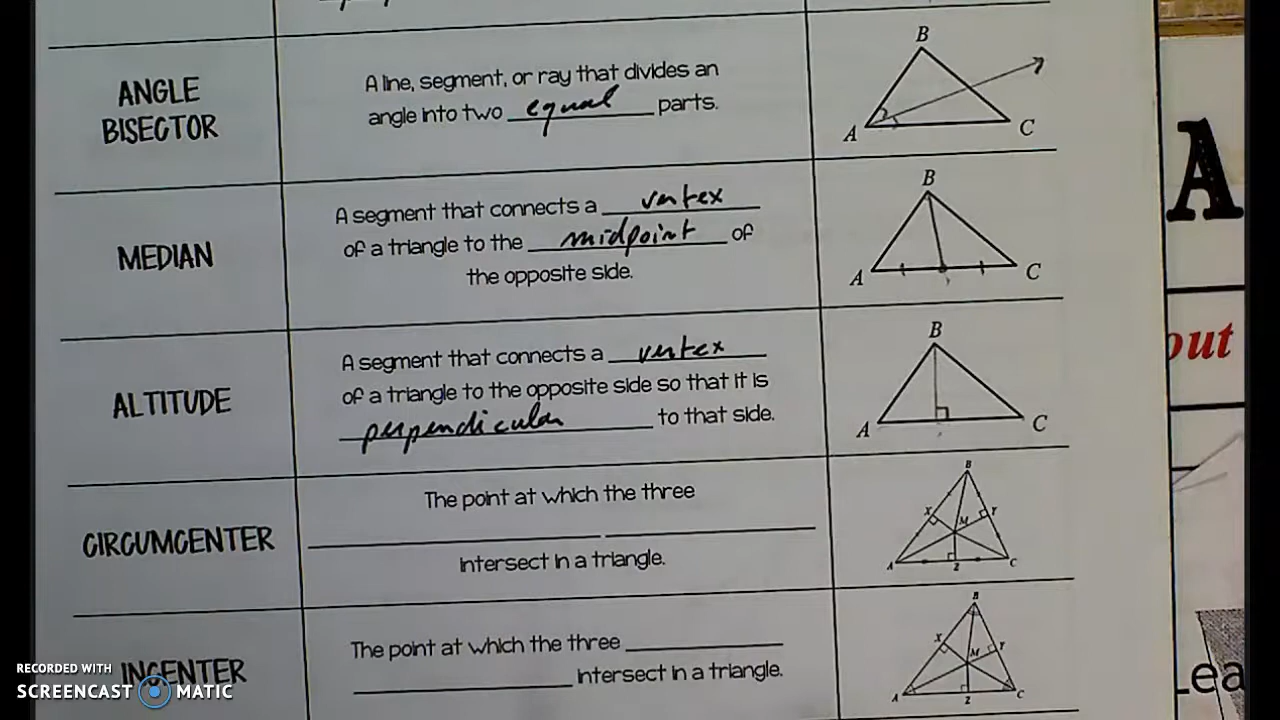 ANGLE
BISECTOR
A line, segment, or ray that divides an
angle into two equal parts.
B
A
C
MEDIAN
A segment that connects a vertex
of a triangle to the midpoint of
the opposite side.
B
A
C
ALTITUDE
A segment that connects a vertex
of a triangle to the opposite side so that it is
perpendicular to that side.
B
A
C
CIRCUMCENTER
The point at which the three
intersect in a triangle.
B
X
M
Y
A
Z
C
INCENTER
The point at which the three
intersect in a triangle.
B
X
M
Y
A
Z
C
A
out
Lea
RECORDED WITH
SCREENCAST MATIC